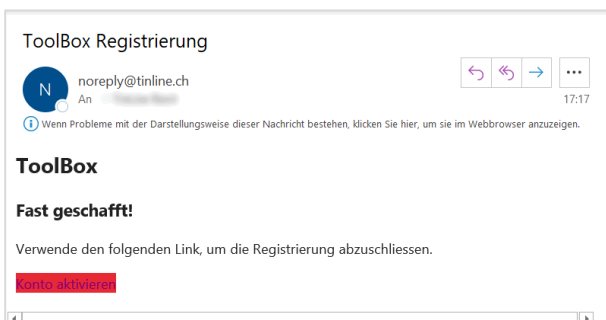 ToolBox Registrierung
N
noreply@tinline.ch
An
17:17
Wenn Probleme mit der Darstellungsweise dieser Nachricht bestehen, klicken Sie hier, um sie im Webbrowser anzuzeigen.
ToolBox
Fast geschafft!
Verwende den folgenden Link, um die Registrierung abzuschliessen.
Konto aktivieren